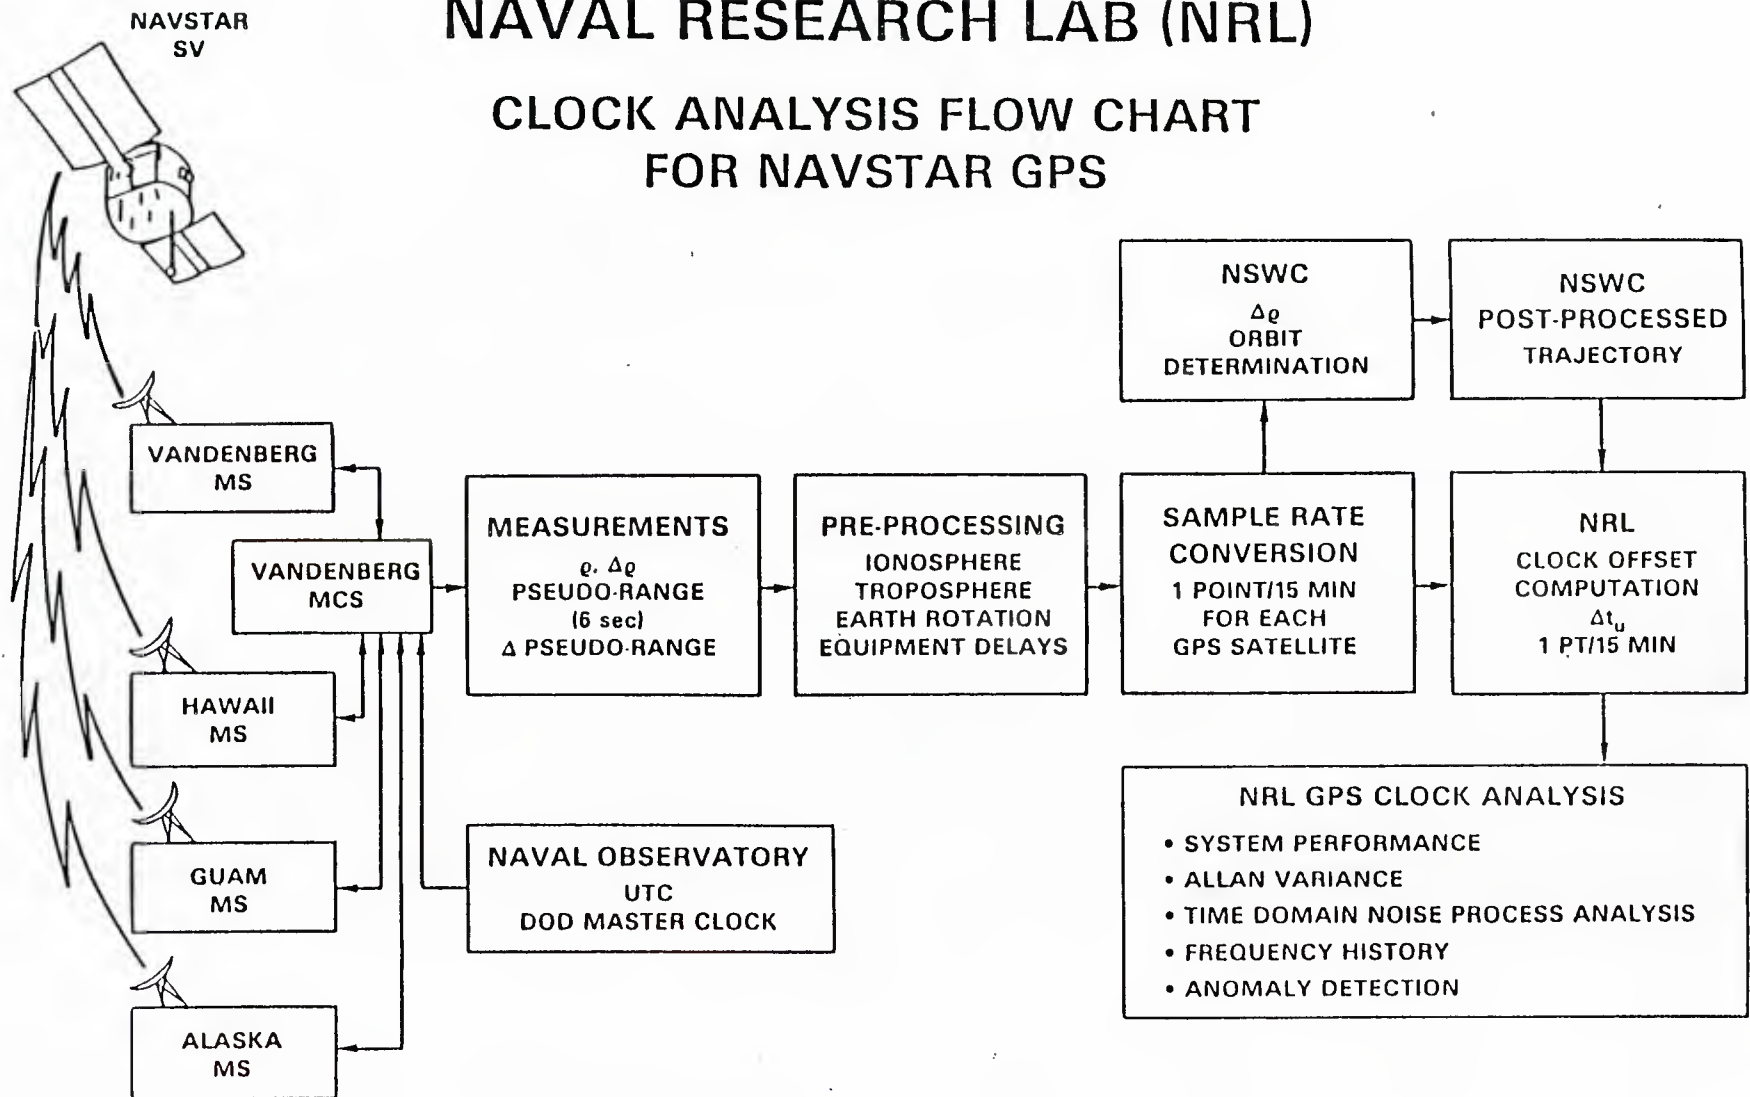 NAVSTAR
SV
NAVAL RESEARCH LAB (NRL)
CLOCK ANALYSIS FLOW CHART
FOR NAVSTAR GPS
NSWC
Δϱ
ORBIT
DETERMINATION
NSWC
POST-PROCESSED
TRAJECTORY
VANDENBERG
MS
VANDENBERG
MCS
MEASUREMENTS
ϱ, Δϱ
PSEUDO-RANGE
(6 sec)
Δ PSEUDO-RANGE
PRE-PROCESSING
IONOSPHERE
TROPOSPHERE
EARTH ROTATION
EQUIPMENT DELAYS
SAMPLE RATE
CONVERSION
1 POINT/15 MIN
FOR EACH
GPS SATELLITE
NRL
CLOCK OFFSET
COMPUTATION
Δtu
1 PT/15 MIN
HAWAII
MS
GUAM
MS
ALASKA
MS
NAVAL OBSERVATORY
UTC
DOD MASTER CLOCK
NRL GPS CLOCK ANALYSIS
• SYSTEM PERFORMANCE
• ALLAN VARIANCE
• TIME DOMAIN NOISE PROCESS ANALYSIS
• FREQUENCY HISTORY
• ANOMALY DETECTION